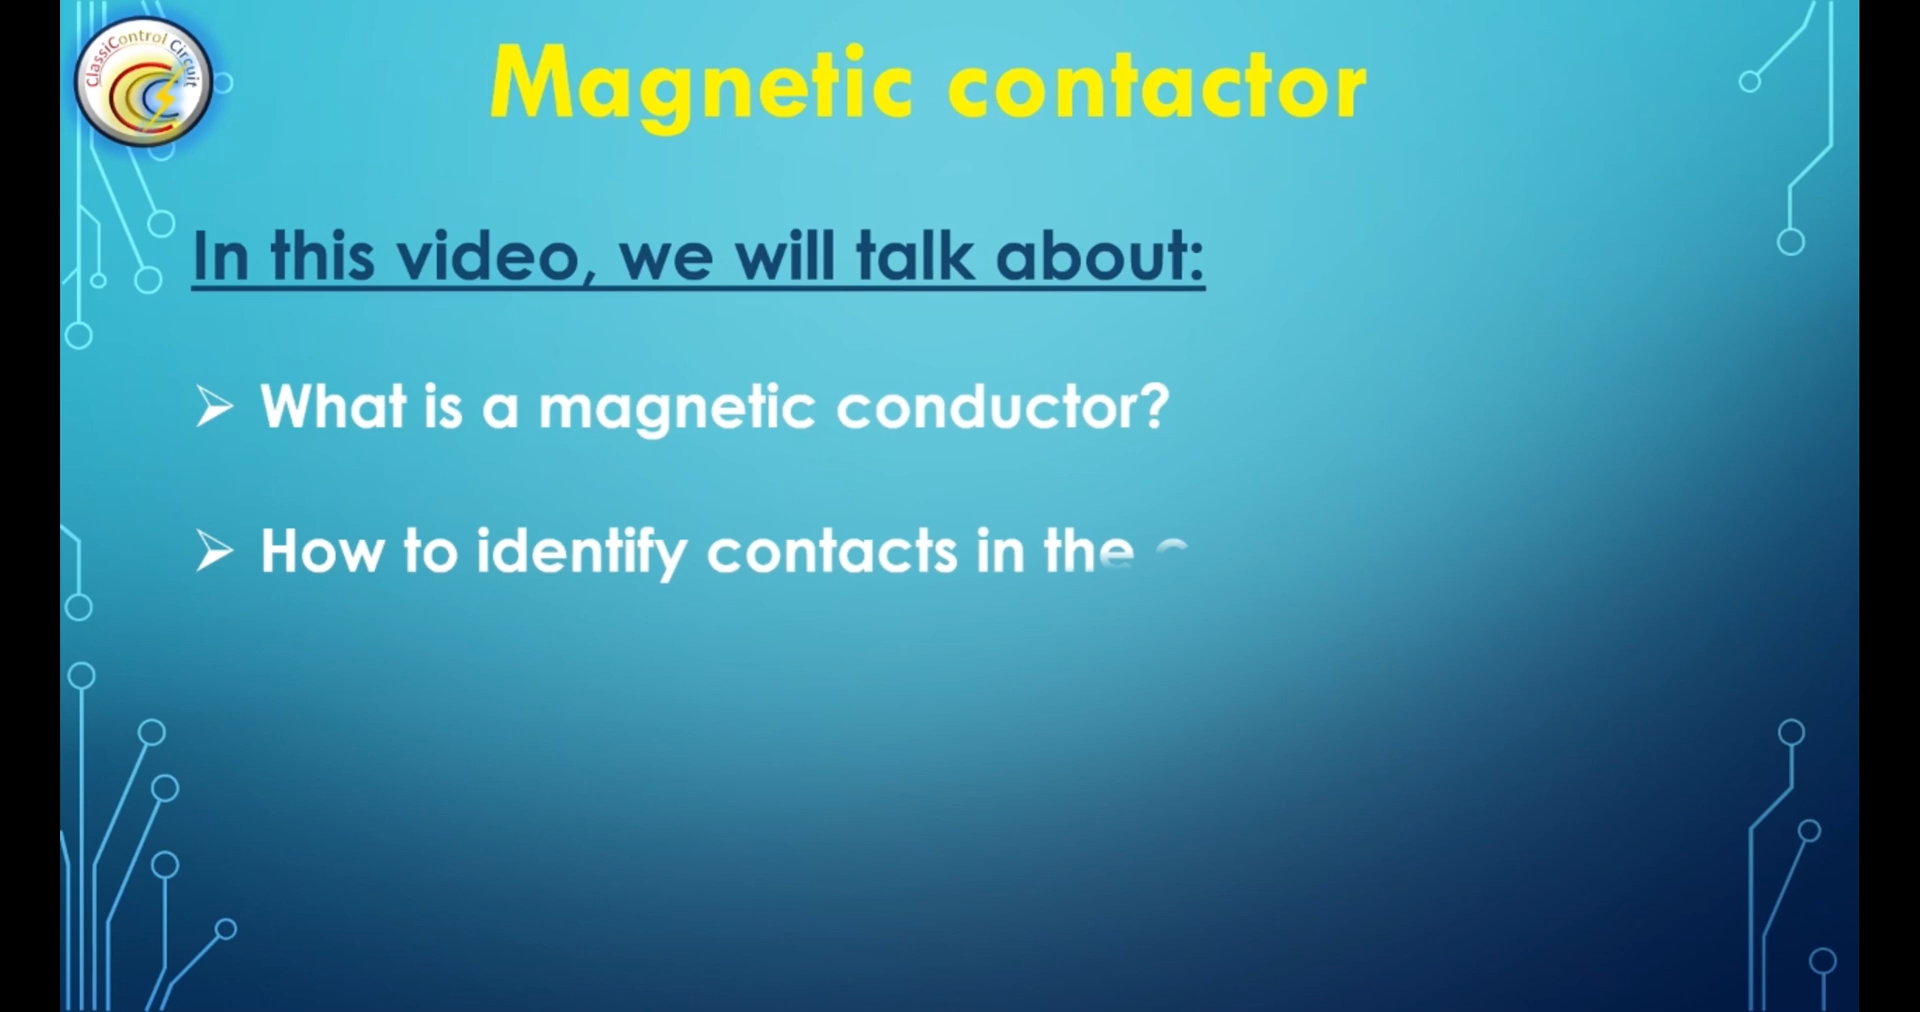 ClassiControl Circuit
Magnetic contactor
In this video, we will talk about:
➢ What is a magnetic conductor?
➢ How to identify contacts in the